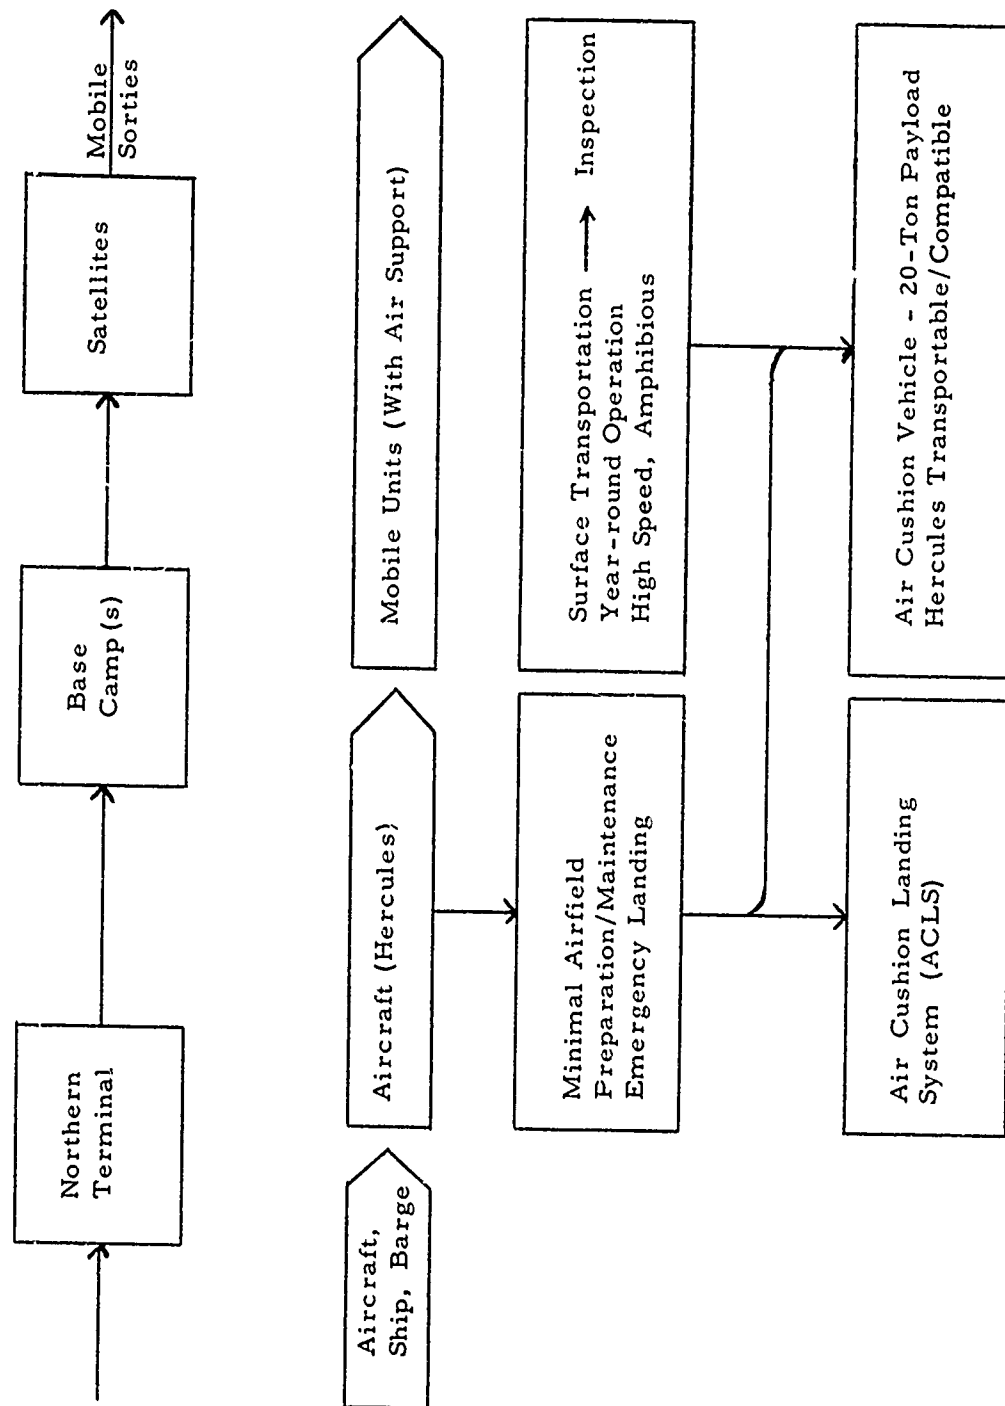 Northern
Terminal
Base
Camp(s)
Satellites
Mobile
Sorties
Aircraft,
Ship, Barge
Aircraft (Hercules)
Mobile Units (With Air Support)
Minimal Airfield
Preparation/Maintenance
Emergency Landing
Surface Transportation → Inspection
Year-round Operation
High Speed, Amphibious
Air Cushion Landing
System (ACLS)
Air Cushion Vehicle - 20-Ton Payload
Hercules Transportable/Compatible